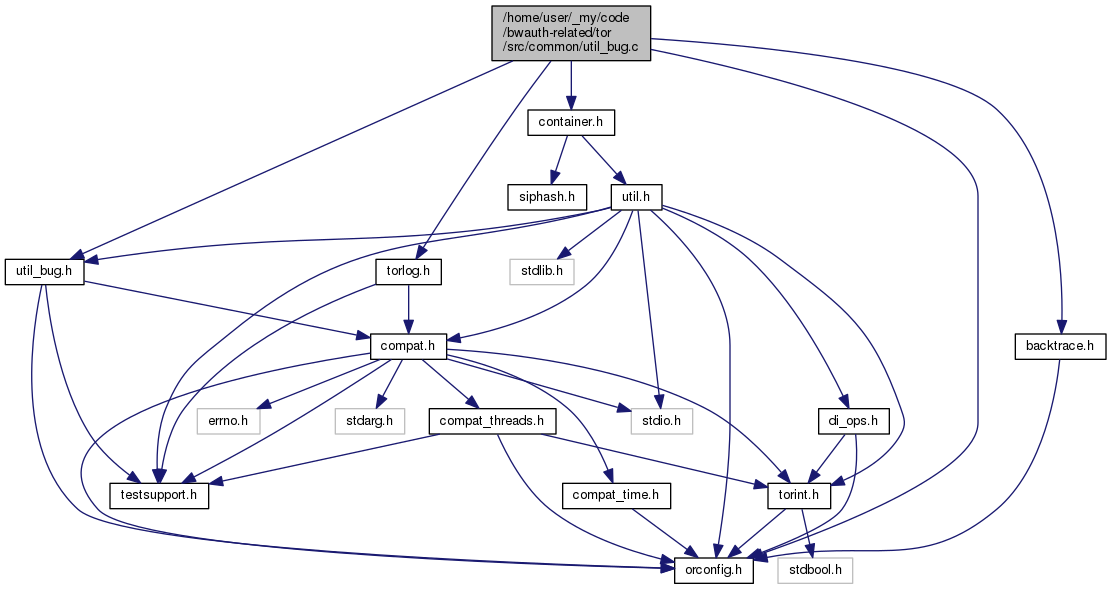 /home/user/_my/code
/bwauth-related/tor
/src/common/util_bug.c
container.h
siphash.h
util.h
util_bug.h
torlog.h
stdlib.h
compat.h
backtrace.h
errno.h
stdarg.h
compat_threads.h
stdio.h
di_ops.h
testsupport.h
compat_time.h
torint.h
orconfig.h
stdbool.h